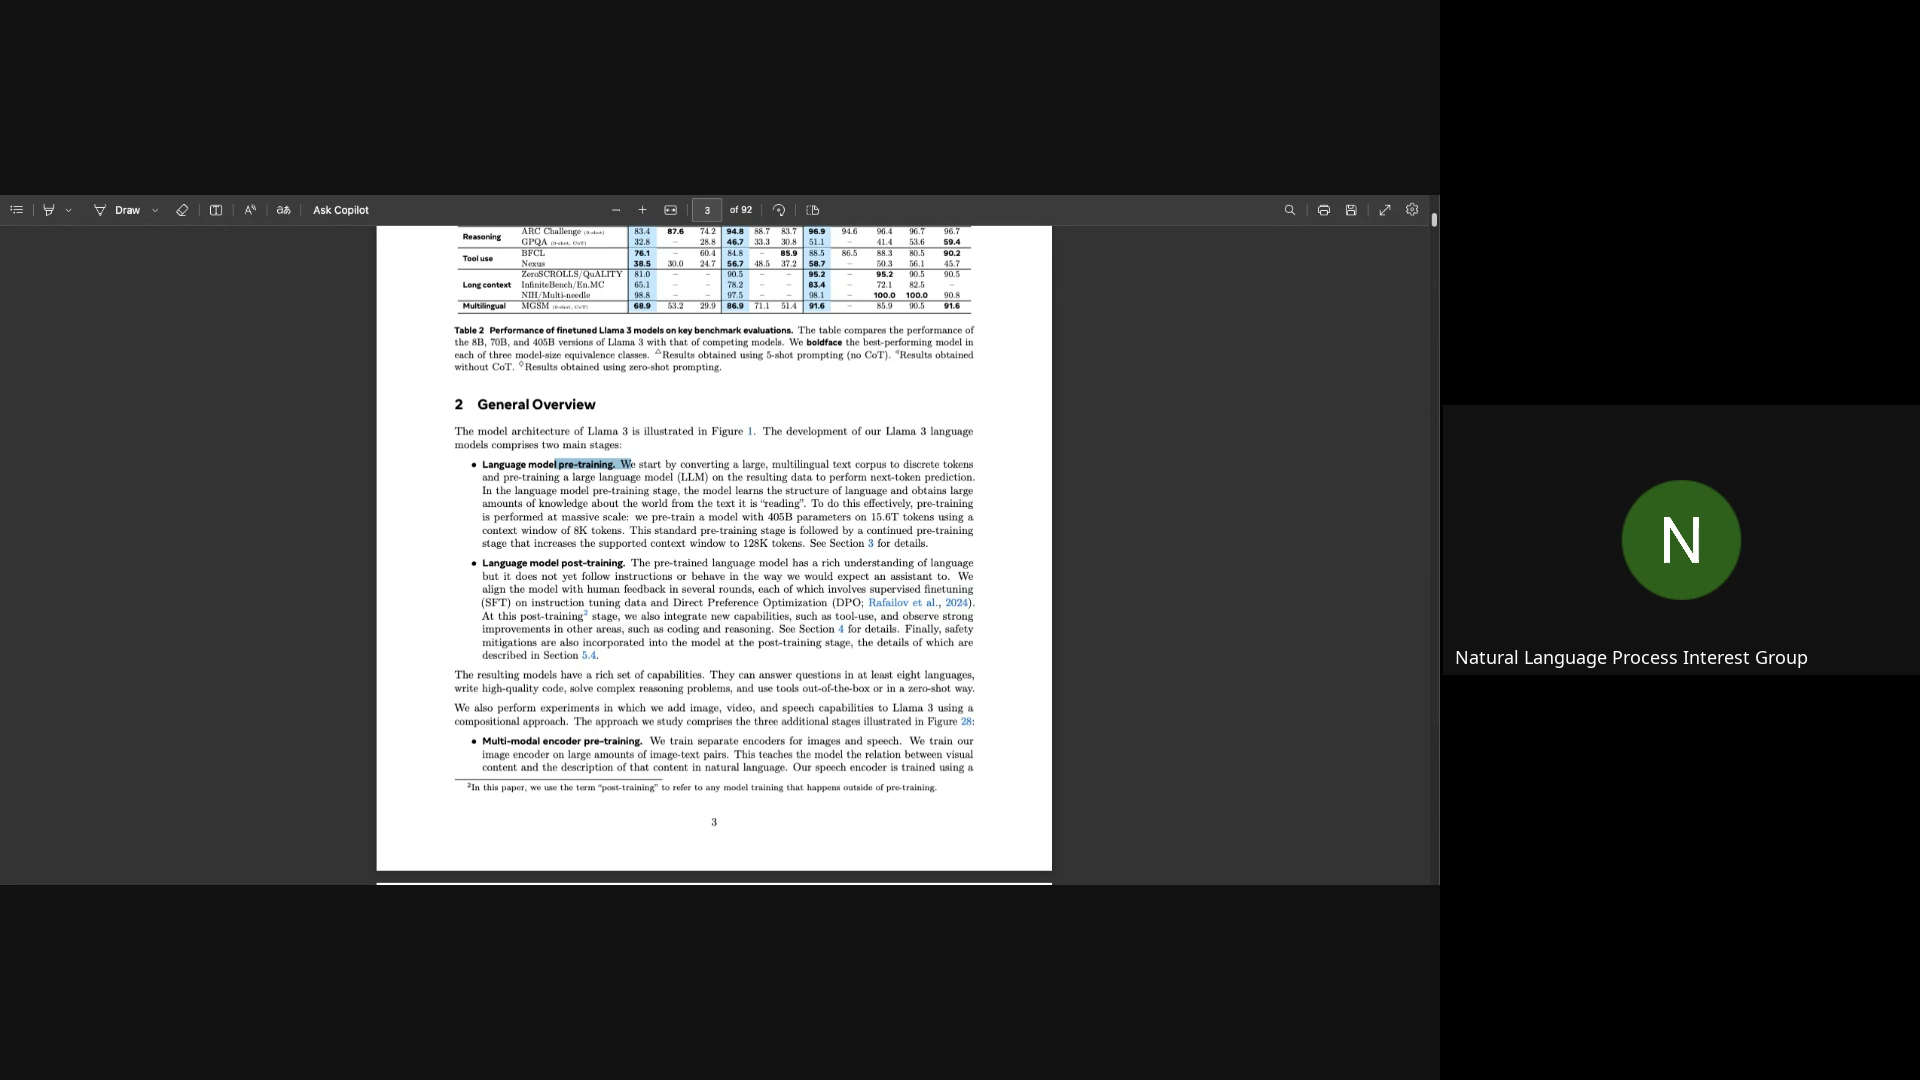 Draw
Ask Copilot
3 of 92
Reasoning ARC Challenge (0-shot) 83.4 87.6 74.2 94.8 88.7 83.7 96.9 94.6 96.4 96.7 96.7
GPQA (0-shot, CoT) 32.8 – 28.8 46.7 33.3 30.8 51.1 – 41.4 53.6 59.4
Tool use BFCL 76.1 – 60.4 84.8 – 85.9 88.5 86.5 88.3 80.5 90.2
Nexus 38.5 30.0 24.7 56.7 48.5 37.2 58.7 – 50.3 56.1 45.7
Long context ZeroSCROLLS/QuALITY 81.0 – – 90.5 – – 95.2 – 95.2 90.5 90.5
InfiniteBench/En.MC 65.1 – – 78.2 – – 83.4 – 72.1 82.5 –
NIH/Multi-needle 98.8 – – 97.5 – – 98.1 – 100.0 100.0 90.8
Multilingual MGSM (0-shot, CoT) 68.9 53.2 29.9 86.9 71.1 51.4 91.6 – 85.9 90.5 91.6
Table 2 Performance of finetuned Llama 3 models on key benchmark evaluations. The table compares the performance of
the 8B, 70B, and 405B versions of Llama 3 with that of competing models. We boldface the best-performing model in
each of three model-size equivalence classes. △Results obtained using 5-shot prompting (no CoT). ◁Results obtained
without CoT. ◇Results obtained using zero-shot prompting.
2 General Overview
The model architecture of Llama 3 is illustrated in Figure 1. The development of our Llama 3 language
models comprises two main stages:
• Language model pre-training. We start by converting a large, multilingual text corpus to discrete tokens
and pre-training a large language model (LLM) on the resulting data to perform next-token prediction.
In the language model pre-training stage, the model learns the structure of language and obtains large
amounts of knowledge about the world from the text it is “reading”. To do this effectively, pre-training
is performed at massive scale: we pre-train a model with 405B parameters on 15.6T tokens using a
context window of 8K tokens. This standard pre-training stage is followed by a continued pre-training
stage that increases the supported context window to 128K tokens. See Section 3 for details.
• Language model post-training. The pre-trained language model has a rich understanding of language
but it does not yet follow instructions or behave in the way we would expect an assistant to. We
align the model with human feedback in several rounds, each of which involves supervised finetuning
(SFT) on instruction tuning data and Direct Preference Optimization (DPO; Rafailov et al., 2024).
At this post-training2 stage, we also integrate new capabilities, such as tool-use, and observe strong
improvements in other areas, such as coding and reasoning. See Section 4 for details. Finally, safety
mitigations are also incorporated into the model at the post-training stage, the details of which are
described in Section 5.4.
The resulting models have a rich set of capabilities. They can answer questions in at least eight languages,
write high-quality code, solve complex reasoning problems, and use tools out-of-the-box or in a zero-shot way.
We also perform experiments in which we add image, video, and speech capabilities to Llama 3 using a
compositional approach. The approach we study comprises the three additional stages illustrated in Figure 28:
• Multi-modal encoder pre-training. We train separate encoders for images and speech. We train our
image encoder on large amounts of image-text pairs. This teaches the model the relation between visual
content and the description of that content in natural language. Our speech encoder is trained using a
2In this paper, we use the term “post-training” to refer to any model training that happens outside of pre-training.
3
N
Natural Language Process Interest Group